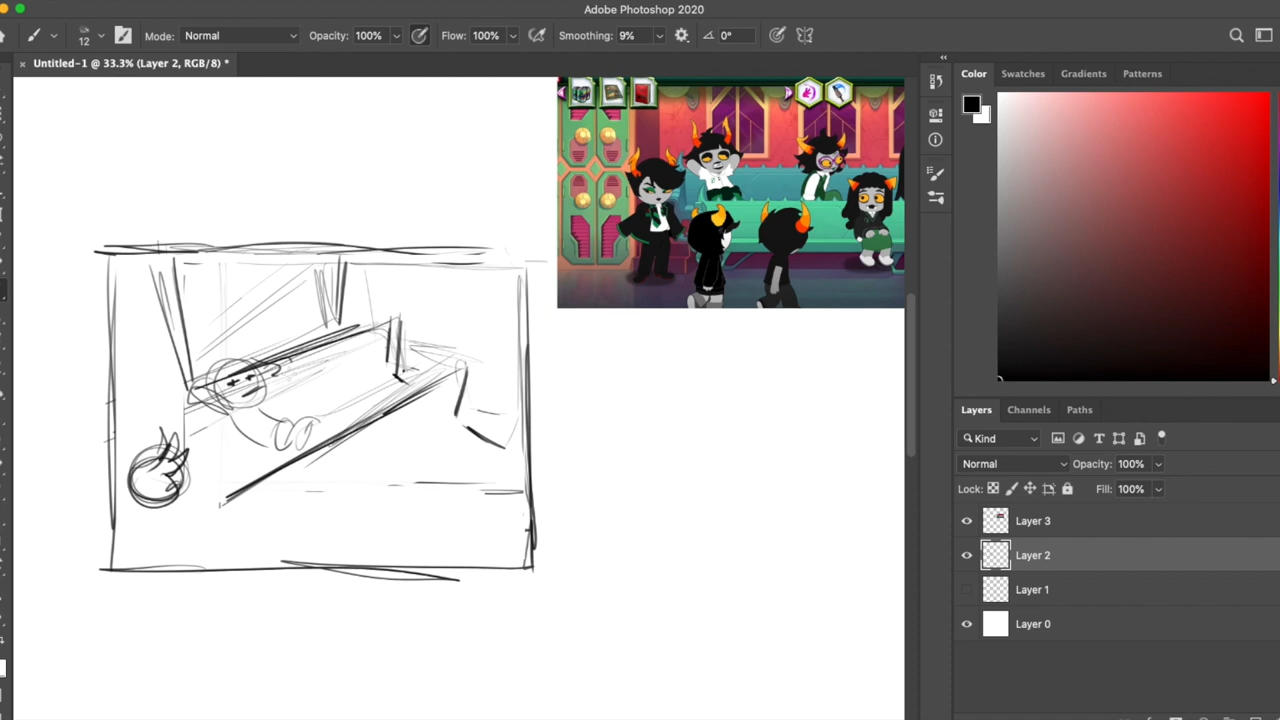 Adobe Photoshop 2020
12 Mode: Normal Opacity: 100% Flow: 100% Smoothing: 9% 0°
× Untitled-1 @ 33.3% (Layer 2, RGB/8) *
Color Swatches Gradients Patterns
Layers Channels Paths
Kind
Normal Opacity: 100%
Lock: Fill: 100%
Layer 3
Layer 2
Layer 1
Layer 0